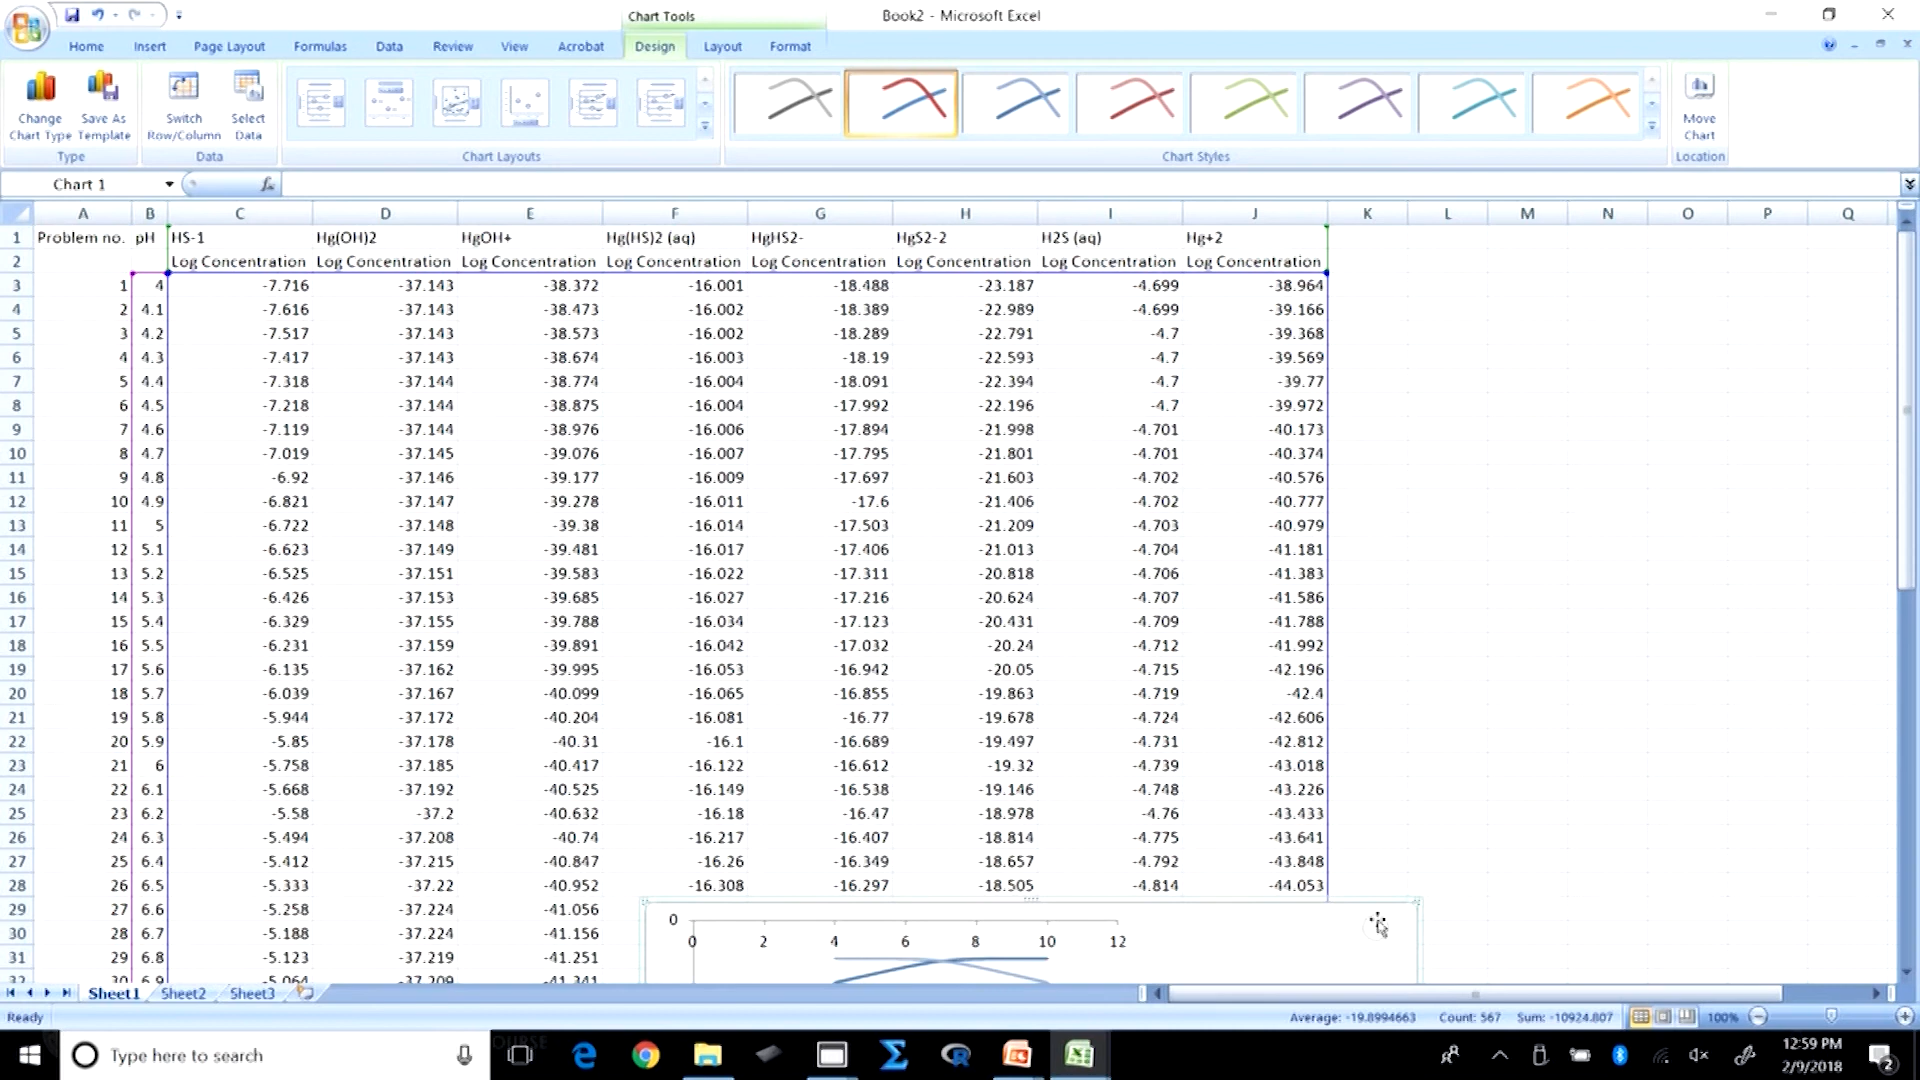 Chart Tools
Book2 - Microsoft Excel
Home Insert Page Layout Formulas Data Review View Acrobat Design Layout Format
Change Chart Type Save As Template Switch Row/Column Select Data Move Chart
Type Data Chart Layouts Chart Styles Location
Chart 1 fx
A B C D E F G H I J K L M N O P Q
1 Problem no. pH HS-1 Hg(OH)2 HgOH+ Hg(HS)2 (aq) HgHS2- HgS2-2 H2S (aq) Hg+2
2 Log Concentration Log Concentration Log Concentration Log Concentration Log Concentration Log Concentration Log Concentration Log Concentration
3 1 4 -7.716 -37.143 -38.372 -16.001 -18.488 -23.187 -4.699 -38.964
4 2 4.1 -7.616 -37.143 -38.473 -16.002 -18.389 -22.989 -4.699 -39.166
5 3 4.2 -7.517 -37.143 -38.573 -16.002 -18.289 -22.791 -4.7 -39.368
6 4 4.3 -7.417 -37.143 -38.674 -16.003 -18.19 -22.593 -4.7 -39.569
7 5 4.4 -7.318 -37.144 -38.774 -16.004 -18.091 -22.394 -4.7 -39.77
8 6 4.5 -7.218 -37.144 -38.875 -16.004 -17.992 -22.196 -4.7 -39.972
9 7 4.6 -7.119 -37.144 -38.976 -16.006 -17.894 -21.998 -4.701 -40.173
10 8 4.7 -7.019 -37.145 -39.076 -16.007 -17.795 -21.801 -4.701 -40.374
11 9 4.8 -6.92 -37.146 -39.177 -16.009 -17.697 -21.603 -4.702 -40.576
12 10 4.9 -6.821 -37.147 -39.278 -16.011 -17.6 -21.406 -4.702 -40.777
13 11 5 -6.722 -37.148 -39.38 -16.014 -17.503 -21.209 -4.703 -40.979
14 12 5.1 -6.623 -37.149 -39.481 -16.017 -17.406 -21.013 -4.704 -41.181
15 13 5.2 -6.525 -37.151 -39.583 -16.022 -17.311 -20.818 -4.706 -41.383
16 14 5.3 -6.426 -37.153 -39.685 -16.027 -17.216 -20.624 -4.707 -41.586
17 15 5.4 -6.329 -37.155 -39.788 -16.034 -17.123 -20.431 -4.709 -41.788
18 16 5.5 -6.231 -37.159 -39.891 -16.042 -17.032 -20.24 -4.712 -41.992
19 17 5.6 -6.135 -37.162 -39.995 -16.053 -16.942 -20.05 -4.715 -42.196
20 18 5.7 -6.039 -37.167 -40.099 -16.065 -16.855 -19.863 -4.719 -42.4
21 19 5.8 -5.944 -37.172 -40.204 -16.081 -16.77 -19.678 -4.724 -42.606
22 20 5.9 -5.85 -37.178 -40.31 -16.1 -16.689 -19.497 -4.731 -42.812
23 21 6 -5.758 -37.185 -40.417 -16.122 -16.612 -19.32 -4.739 -43.018
24 22 6.1 -5.668 -37.192 -40.525 -16.149 -16.538 -19.146 -4.748 -43.226
25 23 6.2 -5.58 -37.2 -40.632 -16.18 -16.47 -18.978 -4.76 -43.433
26 24 6.3 -5.494 -37.208 -40.74 -16.217 -16.407 -18.814 -4.775 -43.641
27 25 6.4 -5.412 -37.215 -40.847 -16.26 -16.349 -18.657 -4.792 -43.848
28 26 6.5 -5.333 -37.22 -40.952 -16.308 -16.297 -18.505 -4.814 -44.053
29 27 6.6 -5.258 -37.224 -41.056
30 28 6.7 -5.188 -37.224 -41.156
31 29 6.8 -5.123 -37.219 -41.251
32 30 6.9 -5.064 -37.209 -41.341
0
0 2 4 6 8 10 12
Sheet1 Sheet2 Sheet3
Ready Average: -19.8994663 Count: 567 Sum: -10924.807 100%
Type here to search
12:59 PM
2/9/2018
2